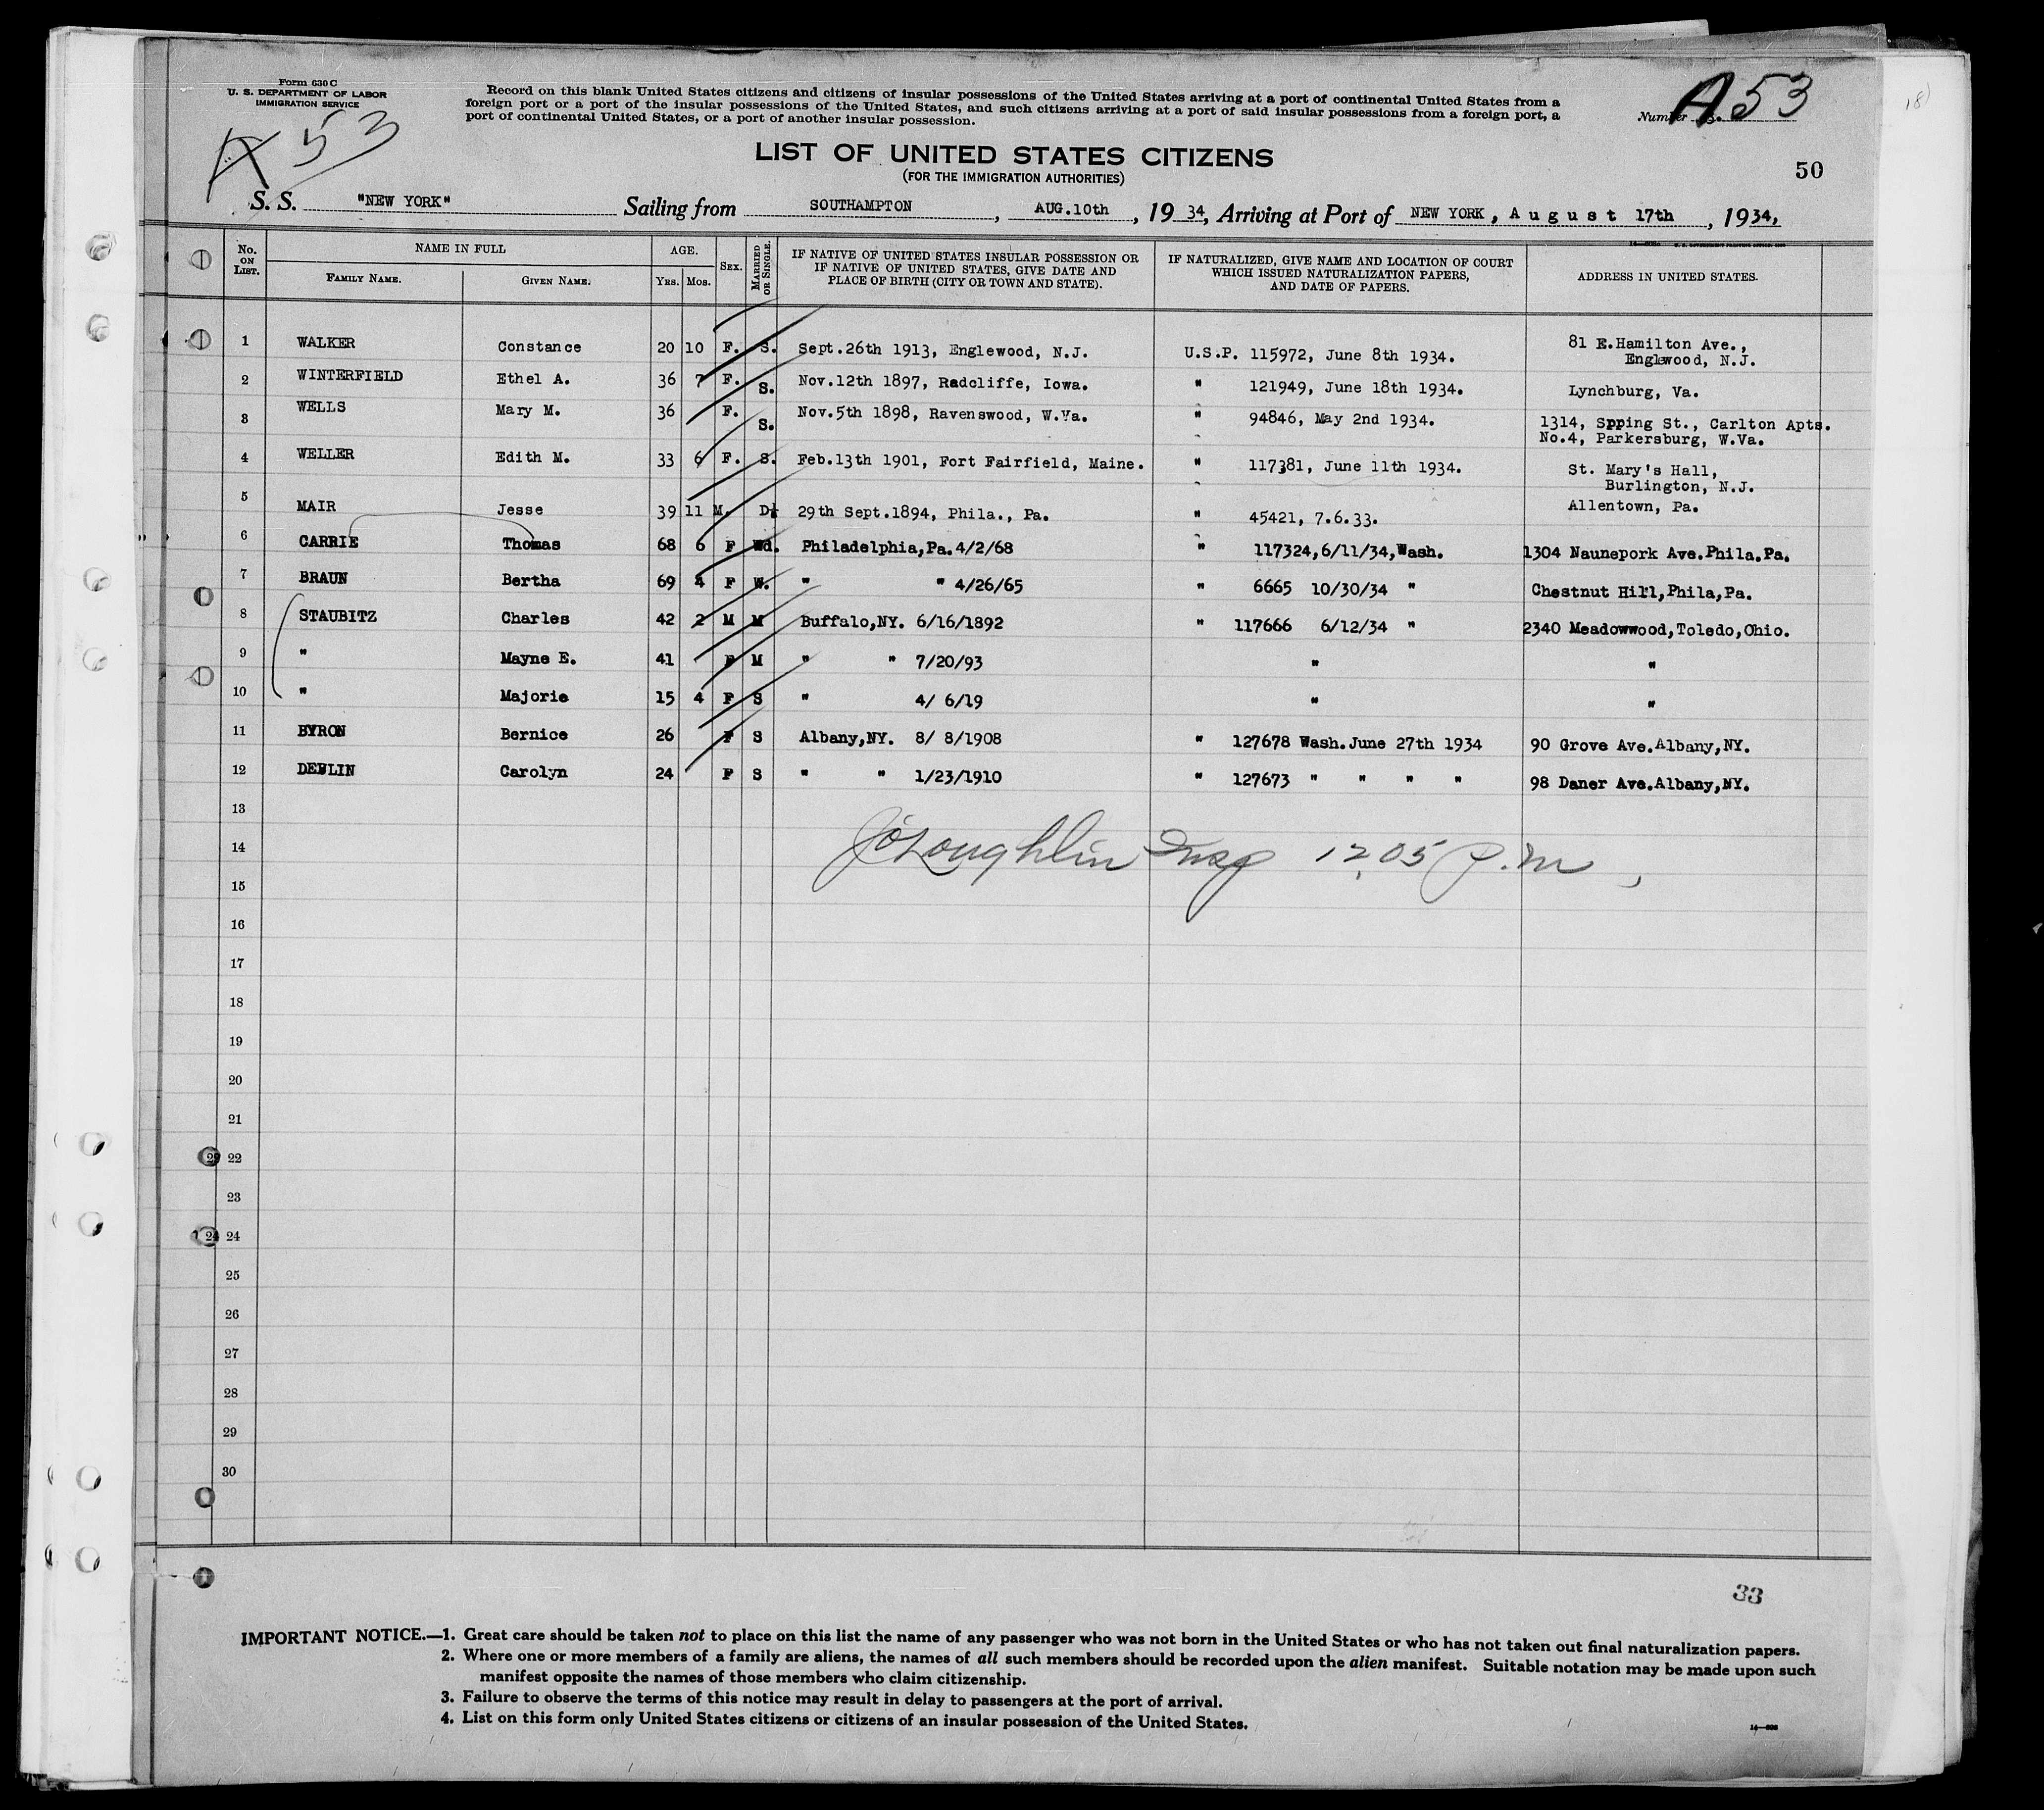 Form 630 C
U. S. DEPARTMENT OF LABOR
IMMIGRATION SERVICE
A 53
Record on this blank United States citizens and citizens of insular possessions of the United States arriving at a port of continental United States from a
foreign port or a port of the insular possessions of the United States, and such citizens arriving at a port of said insular possessions from a foreign port, a
port of continental United States, or a port of another insular possession.
Number A 53
LIST OF UNITED STATES CITIZENS
(FOR THE IMMIGRATION AUTHORITIES)
50
S. S. "NEW YORK" Sailing from SOUTHAMPTON, AUG.10th, 1934, Arriving at Port of NEW YORK, August 17th, 1934,
No. ON LIST. NAME IN FULL FAMILY NAME. GIVEN NAME. AGE. YRS. MOS. SEX. MARRIED OR SINGLE. IF NATIVE OF UNITED STATES INSULAR POSSESSION OR IF NATIVE OF UNITED STATES, GIVE DATE AND PLACE OF BIRTH (CITY OR TOWN AND STATE). IF NATURALIZED, GIVE NAME AND LOCATION OF COURT WHICH ISSUED NATURALIZATION PAPERS, AND DATE OF PAPERS. ADDRESS IN UNITED STATES.
1 WALKER Constance 20 10 F. S. Sept.26th 1913, Englewood, N.J. U.S.P. 115972, June 8th 1934. 81 E.Hamilton Ave., Englewood, N.J.
2 WINTERFIELD Ethel A. 36 7 F. S. Nov.12th 1897, Radcliffe, Iowa. " 121949, June 18th 1934. Lynchburg, Va.
3 WELLS Mary M. 36 F. S. Nov.5th 1898, Ravenswood, W.Va. " 94846, May 2nd 1934. 1314, Spping St., Carlton Apts. No.4, Parkersburg, W.Va.
4 WELLER Edith M. 33 6 F. S. Feb.13th 1901, Fort Fairfield, Maine. " 117381, June 11th 1934. St. Mary's Hall, Burlington, N.J.
5 MAIR Jesse 39 11 M. 29th Sept.1894, Phila., Pa. " 45421, 7.6.33. Allentown, Pa.
6 CARRIE Thomas 68 6 F Wd. Philadelphia,Pa.4/2/68 " 117324,6/11/34,Wash. 1304 Naunepork Ave.Phila.Pa.
7 BRAUN Bertha 69 4 F W. " " 4/26/65 " 6665 10/30/34 " Chestnut Hill,Phila,Pa.
8 STAUBITZ Charles 42 2 M M Buffalo,NY. 6/16/1892 " 117666 6/12/34 " 2340 Meadowwood,Toledo,Ohio.
9 " Mayne E. 41 F M " " 7/20/93 " "
10 " Majorie 15 4 F S " 4/ 6/19 " "
11 BYRON Bernice 26 F S Albany,NY. 8/ 8/1908 " 127678 Wash.June 27th 1934 90 Grove Ave.Albany,NY.
12 DEVLIN Carolyn 24 F S " " 1/23/1910 " 127673 " " " " 98 Daner Ave.Albany,NY.
13
14 J O'Loughlin Insp 12,05 P.M,
15
16
17
18
19
20
21
22 22
23
24 24
25
26
27
28
29
30
33
IMPORTANT NOTICE.—1. Great care should be taken not to place on this list the name of any passenger who was not born in the United States or who has not taken out final naturalization papers.
2. Where one or more members of a family are aliens, the names of all such members should be recorded upon the alien manifest. Suitable notation may be made upon such
manifest opposite the names of those members who claim citizenship.
3. Failure to observe the terms of this notice may result in delay to passengers at the port of arrival.
4. List on this form only United States citizens or citizens of an insular possession of the United States.